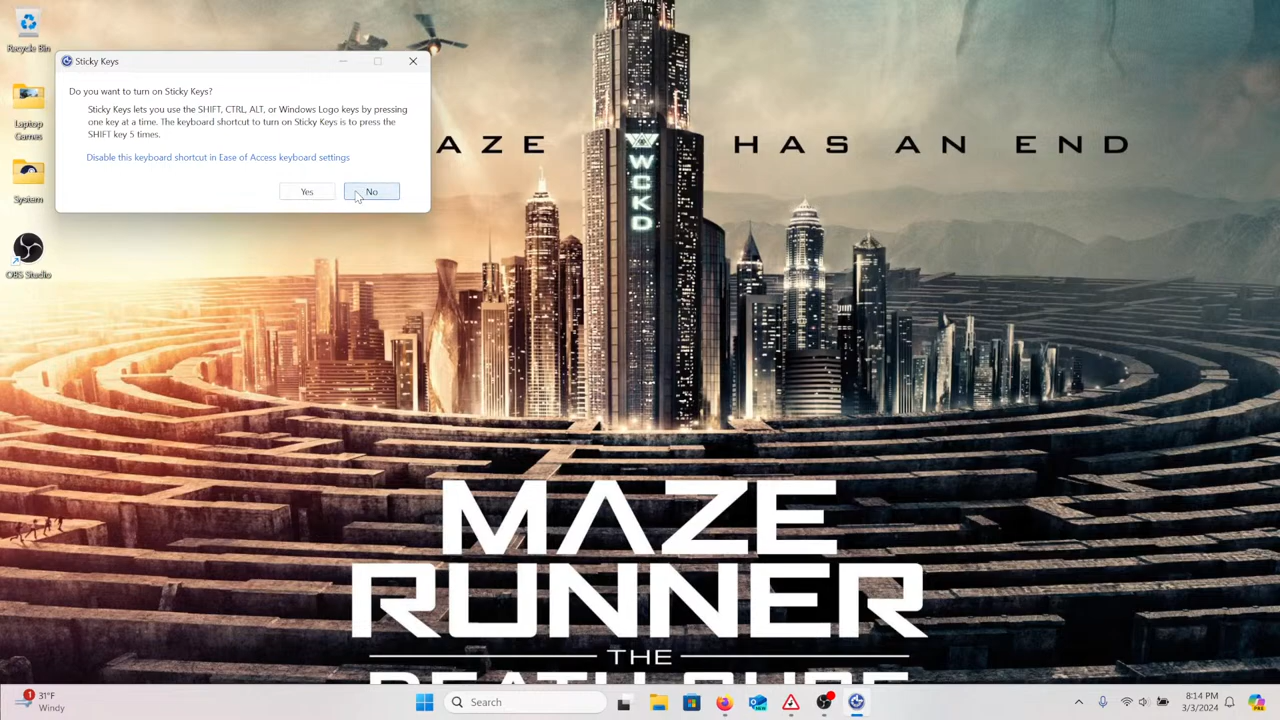 Recycle Bin
Laptop
Games
System
OBS Studio
Sticky Keys
Do you want to turn on Sticky Keys?
Sticky Keys lets you use the SHIFT, CTRL, ALT, or Windows Logo keys by pressing
one key at a time. The keyboard shortcut to turn on Sticky Keys is to press the
SHIFT key 5 times.
Disable this keyboard shortcut in Ease of Access keyboard settings
Yes
No
AZE HAS AN END
WCKD
MAZE
RUNNER
THE
1
31°F
Windy
Search
NEW
8:14 PM
3/3/2024
PRE